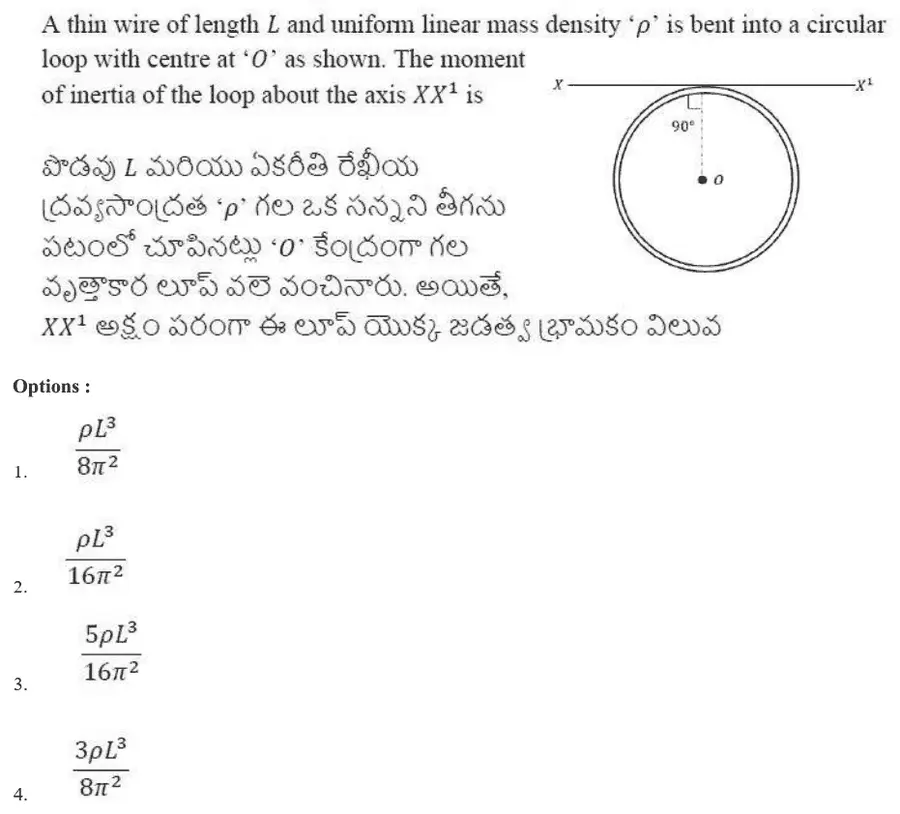 A thin wire of length L and uniform linear mass density ‘ρ’ is bent into a circular
loop with centre at ‘O’ as shown. The moment
of inertia of the loop about the axis XX¹ is
X
X¹
90°
O
పొడవు L మరియు ఏకరీతి రేఖీయ
ద్రవ్యసాంద్రత ‘ρ’ గల ఒక సన్నని తీగను
పటంలో చూపినట్లు ‘O’ కేంద్రంగా గల
వృత్తాకార లూప్ వలె వంచినారు. అయితే,
XX¹ అక్షం పరంగా ఈ లూప్ యొక్క జడత్వ భ్రామకం విలువ
Options :
1. ρL³/8π²
2. ρL³/16π²
3. 5ρL³/16π²
4. 3ρL³/8π²